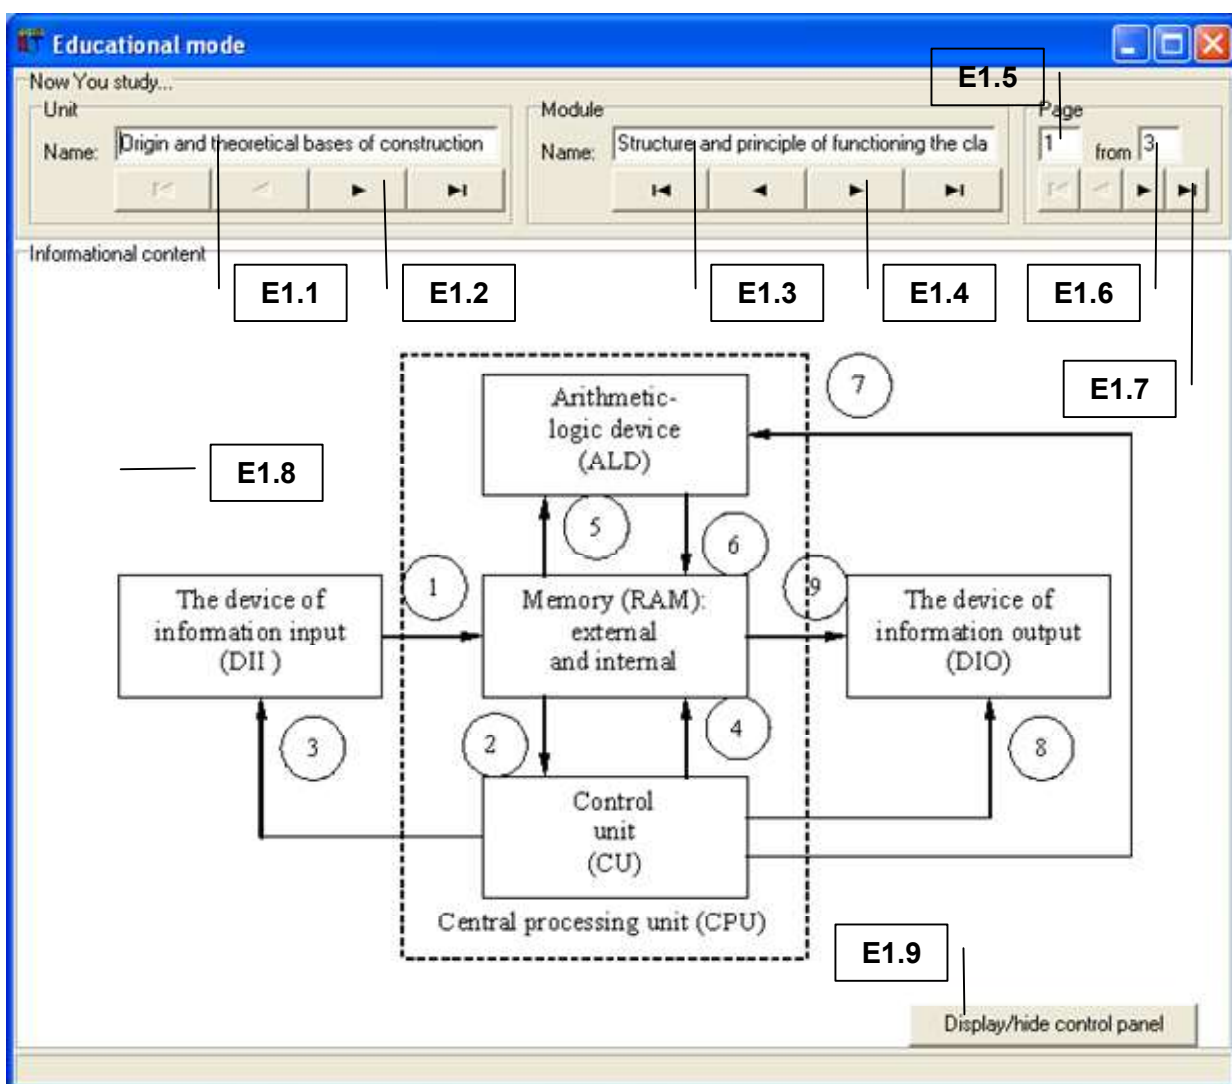 Educational mode
Now You study...
Unit
Name: Origin and theoretical bases of construction
Module
Name: Structure and principle of functioning the cla
E1.5
Page
1 from 3
Informational content
E1.1
E1.2
E1.3
E1.4
E1.6
E1.7
E1.8
Arithmetic-
logic device
(ALD)
7
5
6
1
9
The device of
information input
(DII )
Memory (RAM):
external
and internal
The device of
information output
(DIO)
3
2
4
8
Control
unit
(CU)
Central processing unit (CPU)
E1.9
Display/hide control panel